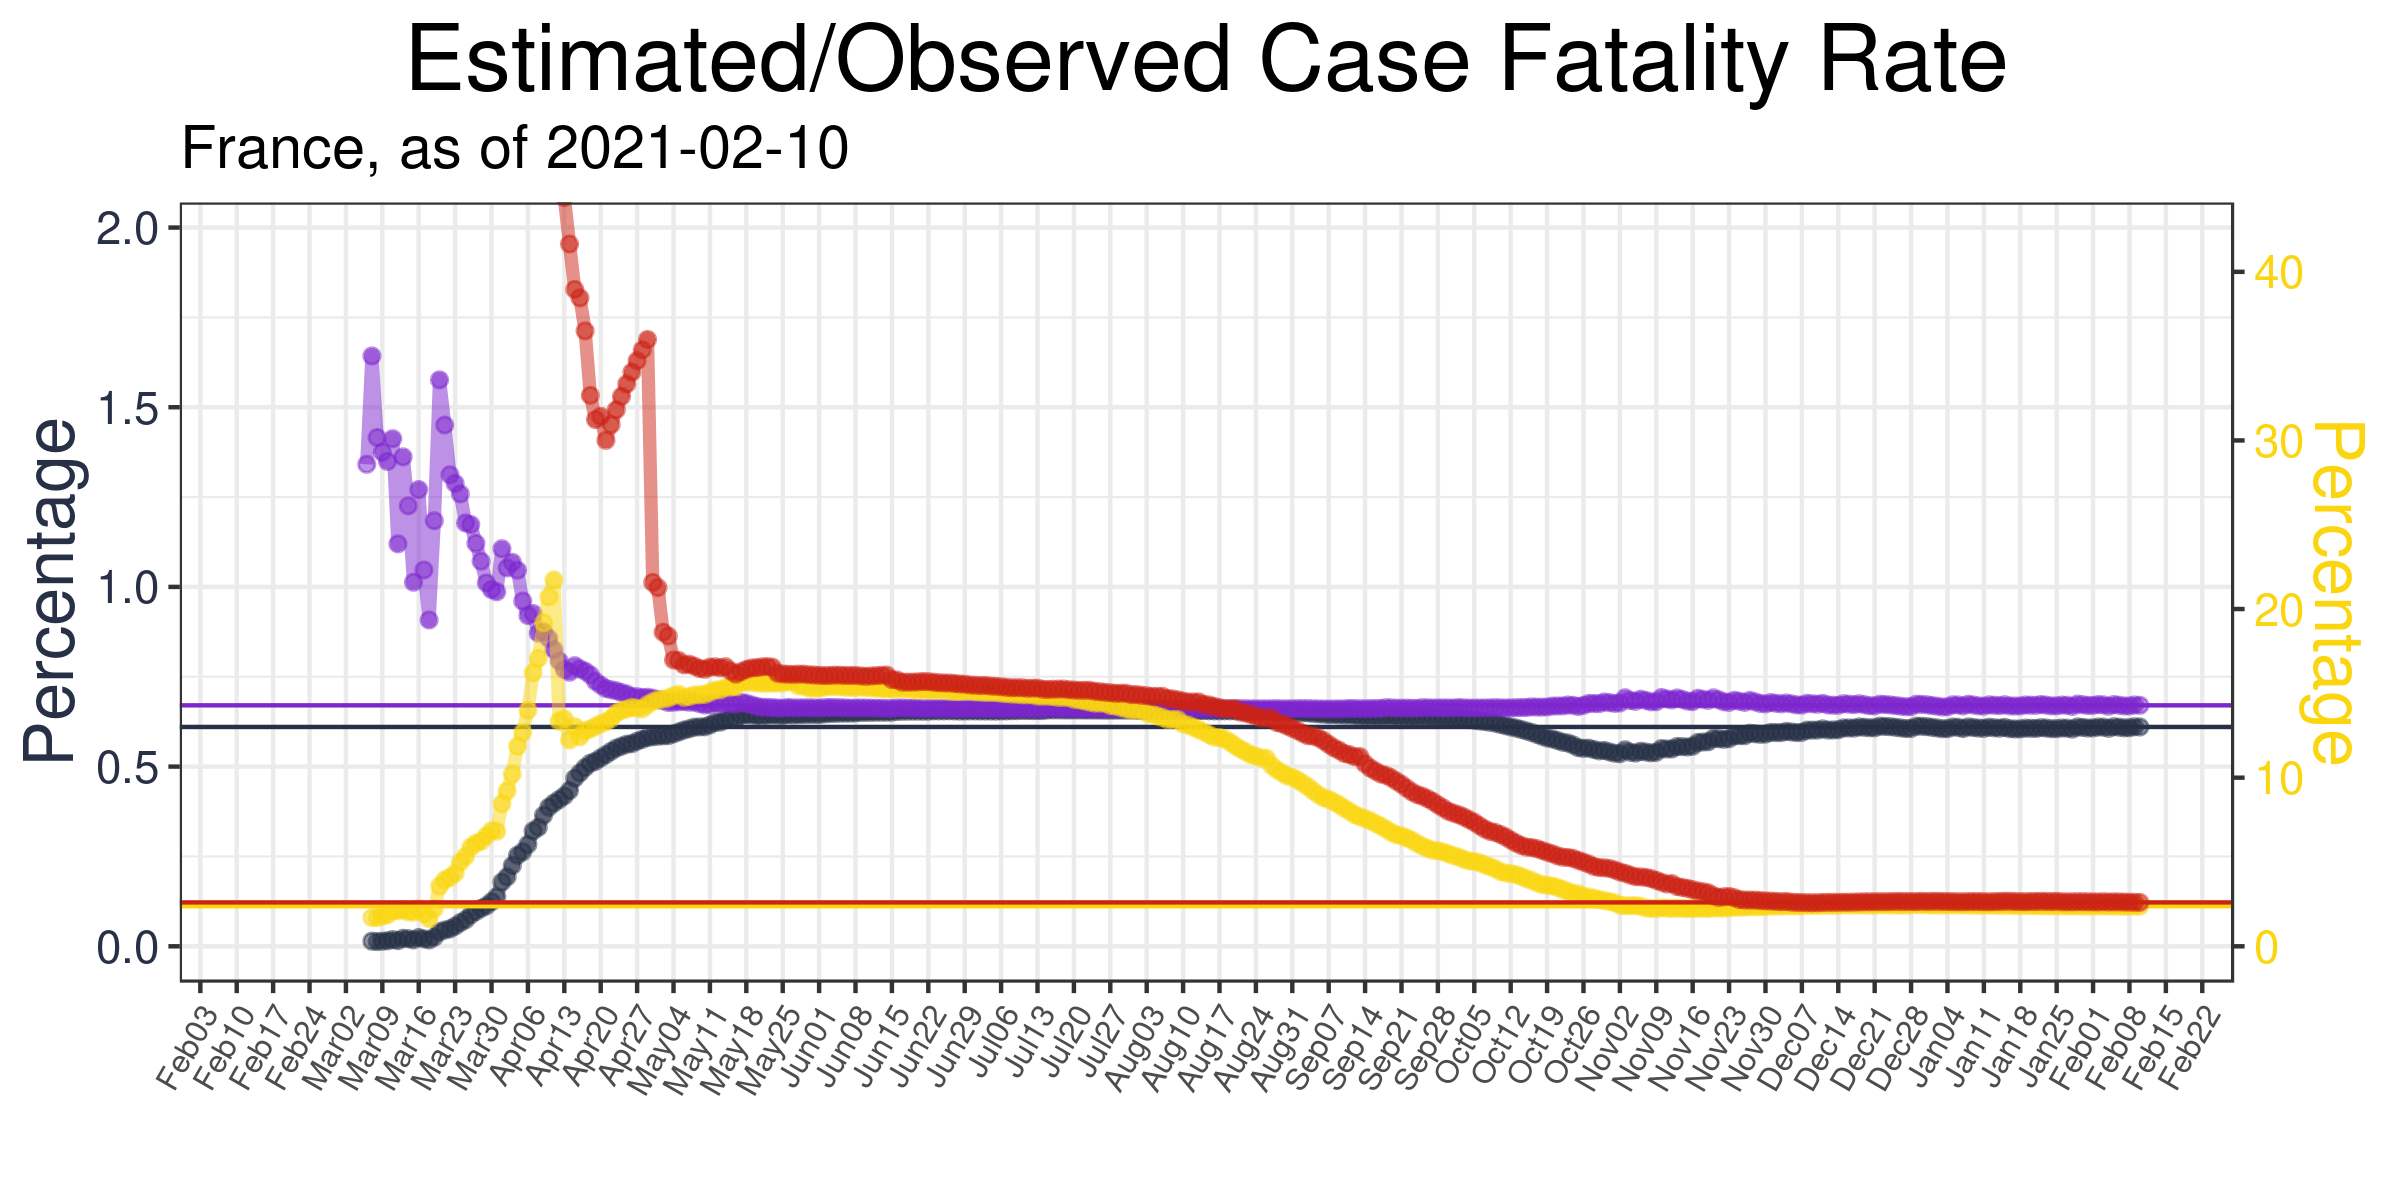 Estimated/Observed Case Fatality Rate
France, as of 2021-02-10
Percentage
2.0
1.5
1.0
0.5
0.0
40
30
20
10
0
Percentage
Feb03
Feb10
Feb17
Feb24
Mar02
Mar09
Mar16
Mar23
Mar30
Apr06
Apr13
Apr20
Apr27
May04
May11
May18
May25
Jun01
Jun08
Jun15
Jun22
Jun29
Jul06
Jul13
Jul20
Jul27
Aug03
Aug10
Aug17
Aug24
Aug31
Sep07
Sep14
Sep21
Sep28
Oct05
Oct12
Oct19
Oct26
Nov02
Nov09
Nov16
Nov23
Nov30
Dec07
Dec14
Dec21
Dec28
Jan04
Jan11
Jan18
Jan25
Feb01
Feb08
Feb15
Feb22